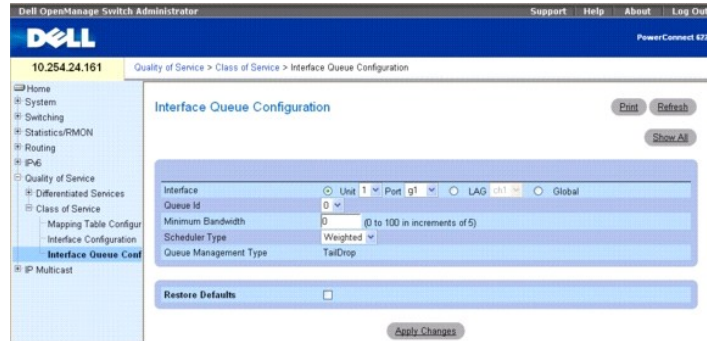 Dell OpenManage Switch Administrator
Support Help About Log Out
DELL
PowerConnect
10.254.24.161
Quality of Service > Class of Service > Interface Queue Configuration
Home
System
Switching
Statistics/RMON
Routing
IPv6
Quality of Service
Differentiated Services
Class of Service
Mapping Table Configur
Interface Configuration
Interface Queue Conf
IP Multicast
Interface Queue Configuration
Print Refresh
Show All
Interface Unit 1 Port g1 LAG ch1 Global
Queue Id 0
Minimum Bandwidth 0 (0 to 100 in increments of 5)
Scheduler Type Weighted
Queue Management Type TailDrop
Restore Defaults
Apply Changes